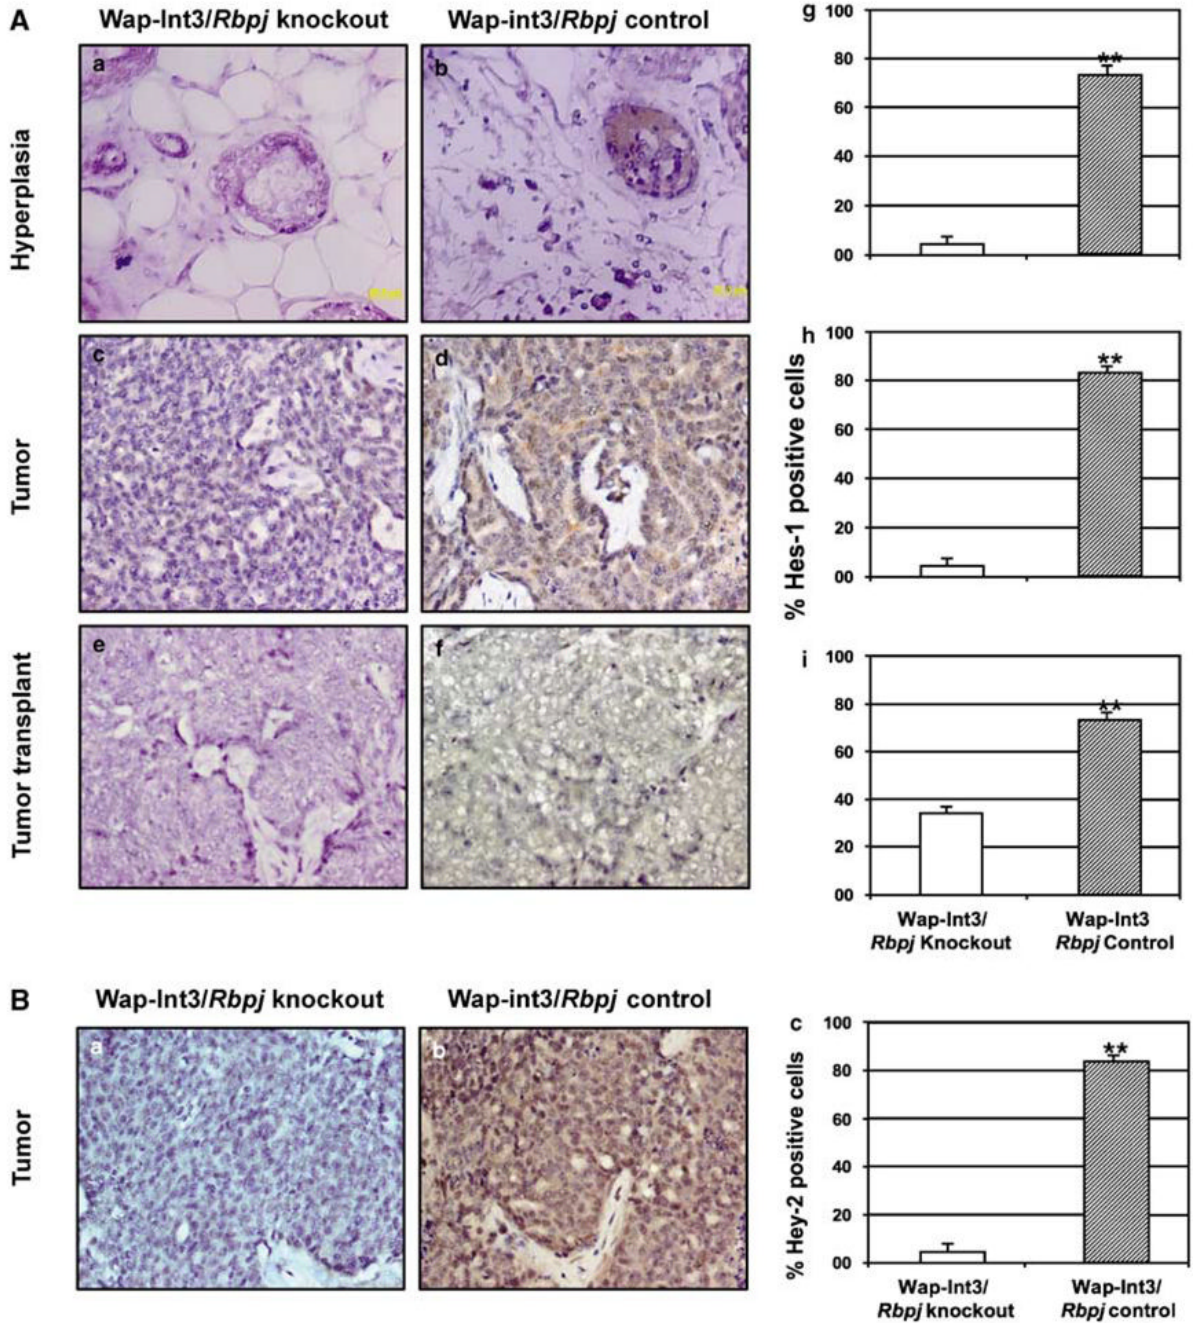 A
Wap-Int3/Rbpj knockout
Wap-int3/Rbpj control
Hyperplasia
a
b
Tumor
c
d
Tumor transplant
e
f
g
100
80
60
40
20
00
**
% Hes-1 positive cells
h
100
80
60
40
20
00
**
i
100
80
60
40
20
00
**
Wap-Int3/
Rbpj Knockout
Wap-Int3
Rbpj Control
B
Wap-Int3/Rbpj knockout
Wap-int3/Rbpj control
Tumor
a
b
c
% Hey-2 positive cells
100
80
60
40
20
00
**
Wap-Int3/
Rbpj knockout
Wap-Int3/
Rbpj control